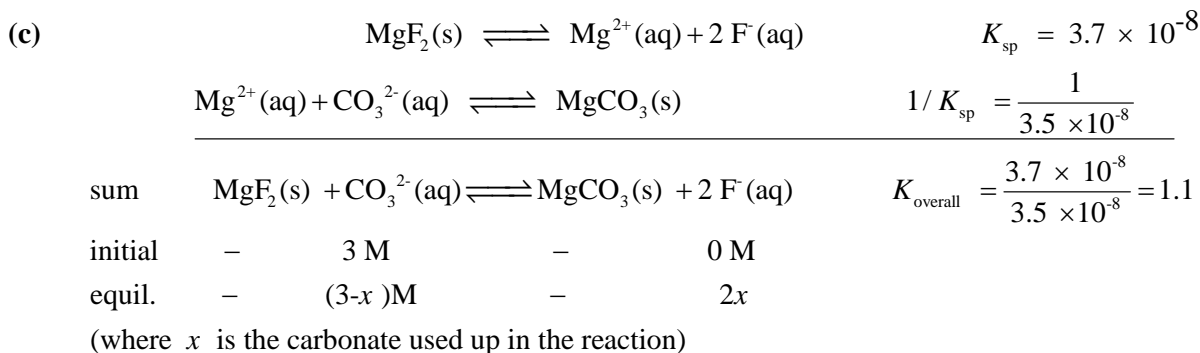 (c) MgF₂(s) ⇌ Mg²⁺(aq) + 2 F⁻(aq) K_sp = 3.7 × 10⁻⁸
Mg²⁺(aq) + CO₃²⁻(aq) ⇌ MgCO₃(s) 1/ K_sp = 1 / 3.5 ×10⁻⁸
sum MgF₂(s) + CO₃²⁻(aq) ⇌ MgCO₃(s) + 2 F⁻(aq) K_overall = 3.7 × 10⁻⁸ / 3.5 ×10⁻⁸ = 1.1
initial – 3 M – 0 M
equil. – (3-x )M – 2x
(where x is the carbonate used up in the reaction)